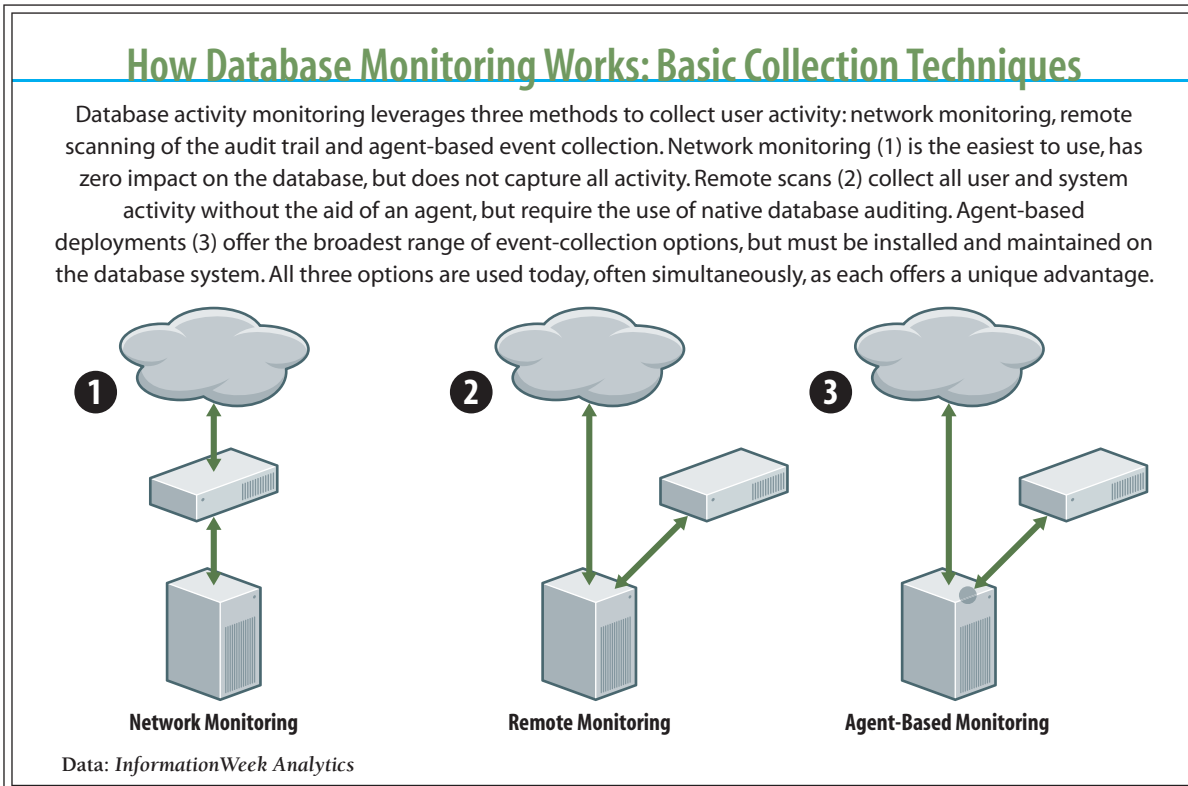 How Database Monitoring Works: Basic Collection Techniques
Database activity monitoring leverages three methods to collect user activity: network monitoring, remote
scanning of the audit trail and agent-based event collection. Network monitoring (1) is the easiest to use, has
zero impact on the database, but does not capture all activity. Remote scans (2) collect all user and system
activity without the aid of an agent, but require the use of native database auditing. Agent-based
deployments (3) offer the broadest range of event-collection options, but must be installed and maintained on
the database system. All three options are used today, often simultaneously, as each offers a unique advantage.
1
2
3
Network Monitoring
Remote Monitoring
Agent-Based Monitoring
Data: InformationWeek Analytics